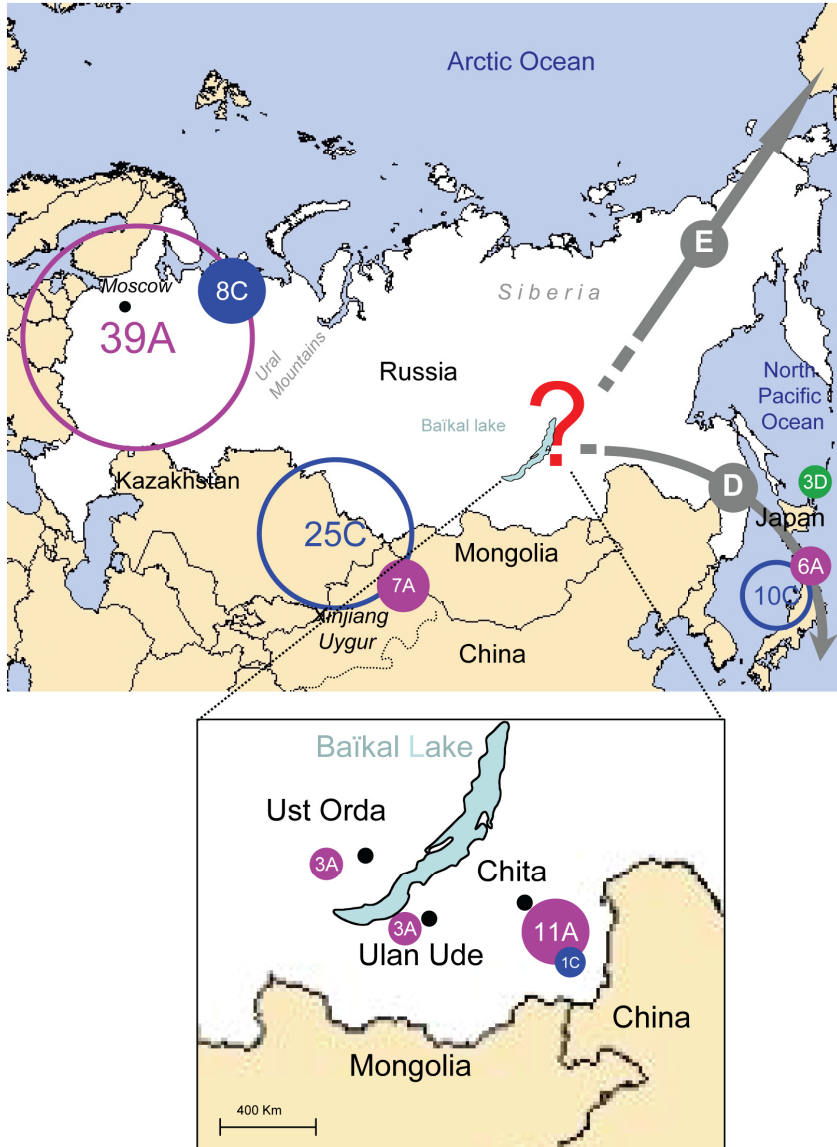 Arctic Ocean
E
Moscow
8C
Siberia
39A
Ural
Mountains
Russia
North
Pacific
Ocean
?
Baïkal lake
Kazakhstan
D
3D
Japan
25C
Mongolia
6A
7A
10C
Xinjiang
Uygur
China
Baïkal Lake
Ust Orda
3A
Chita
3A
11A
Ulan Ude
1C
China
Mongolia
400 Km